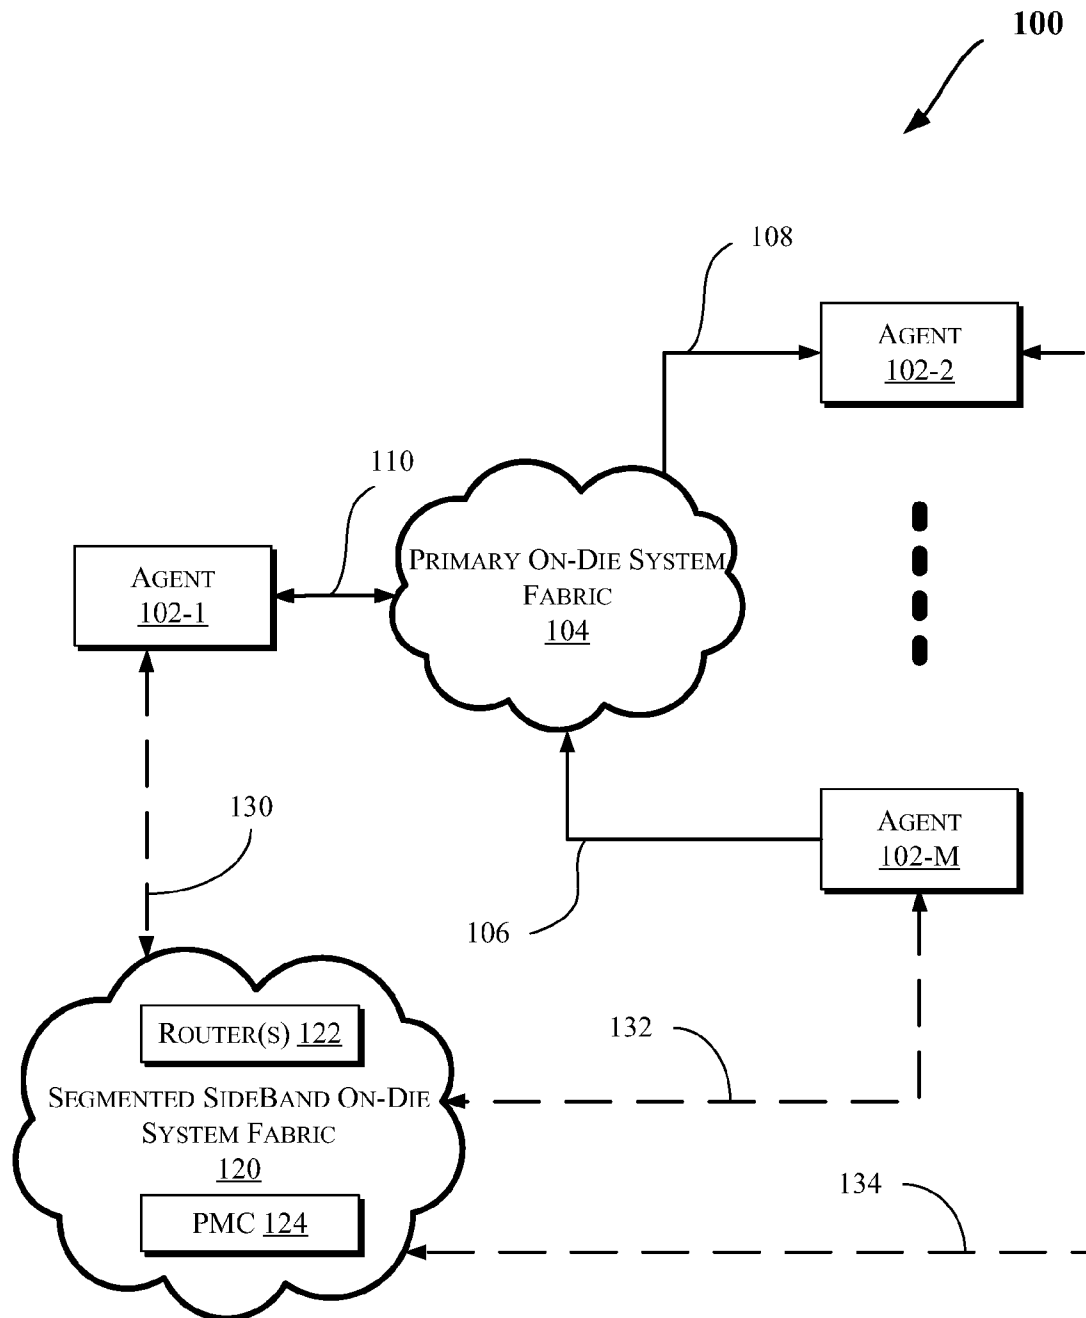 100
108
AGENT
102-2
110
PRIMARY ON-DIE SYSTEM
FABRIC
104
AGENT
102-1
130
AGENT
102-M
106
ROUTER(S) 122
132
SEGMENTED SIDEBAND ON-DIE
SYSTEM FABRIC
120
134
PMC 124